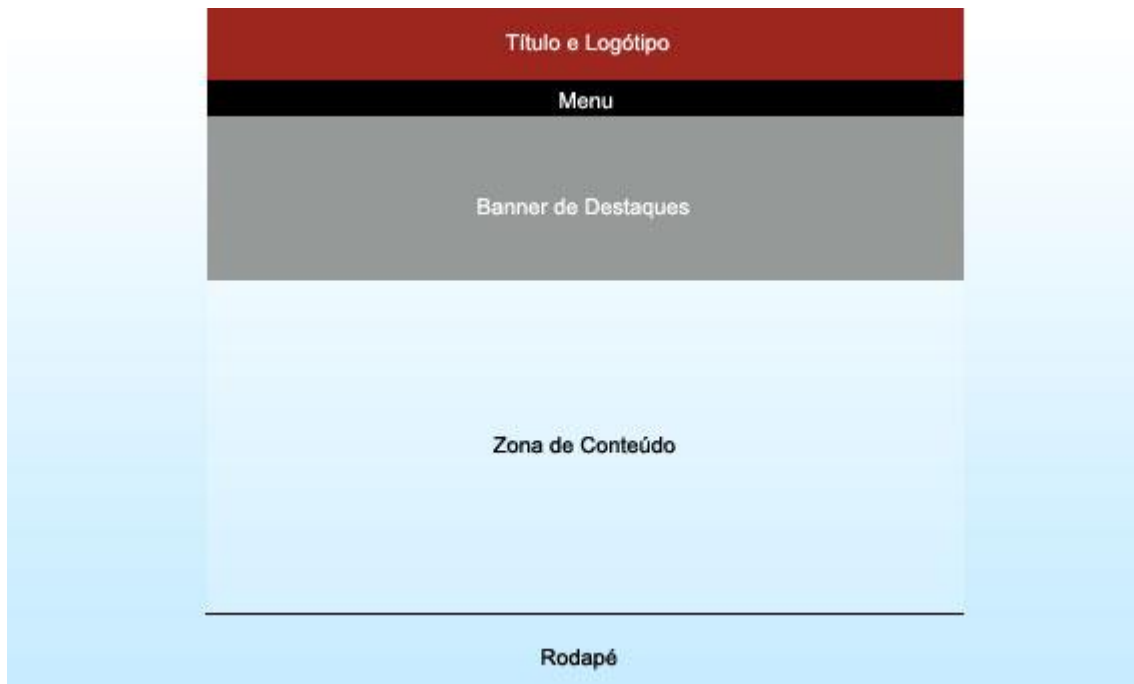 Título e Logótipo
Menu
Banner de Destaques
Zona de Conteúdo
Rodapé